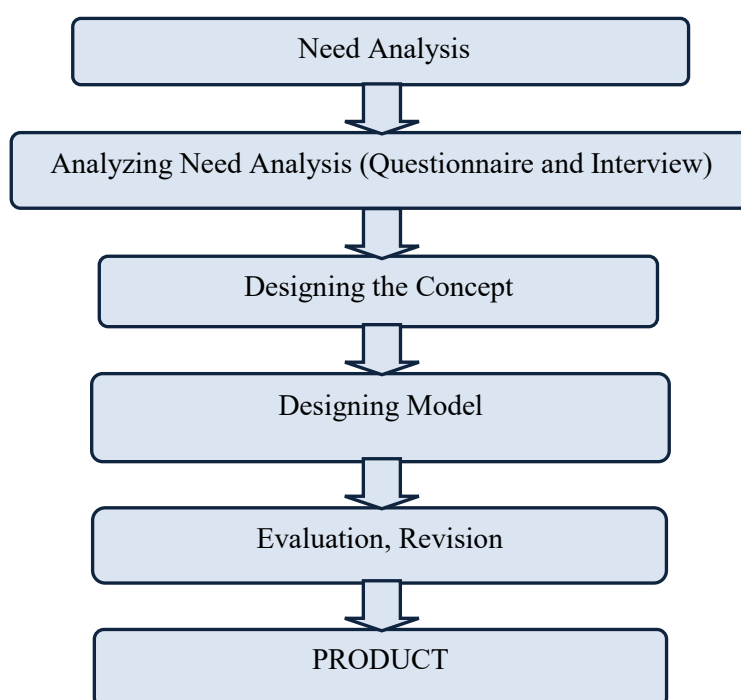 Need Analysis
Analyzing Need Analysis (Questionnaire and Interview)
Designing the Concept
Designing Model
Evaluation, Revision
PRODUCT